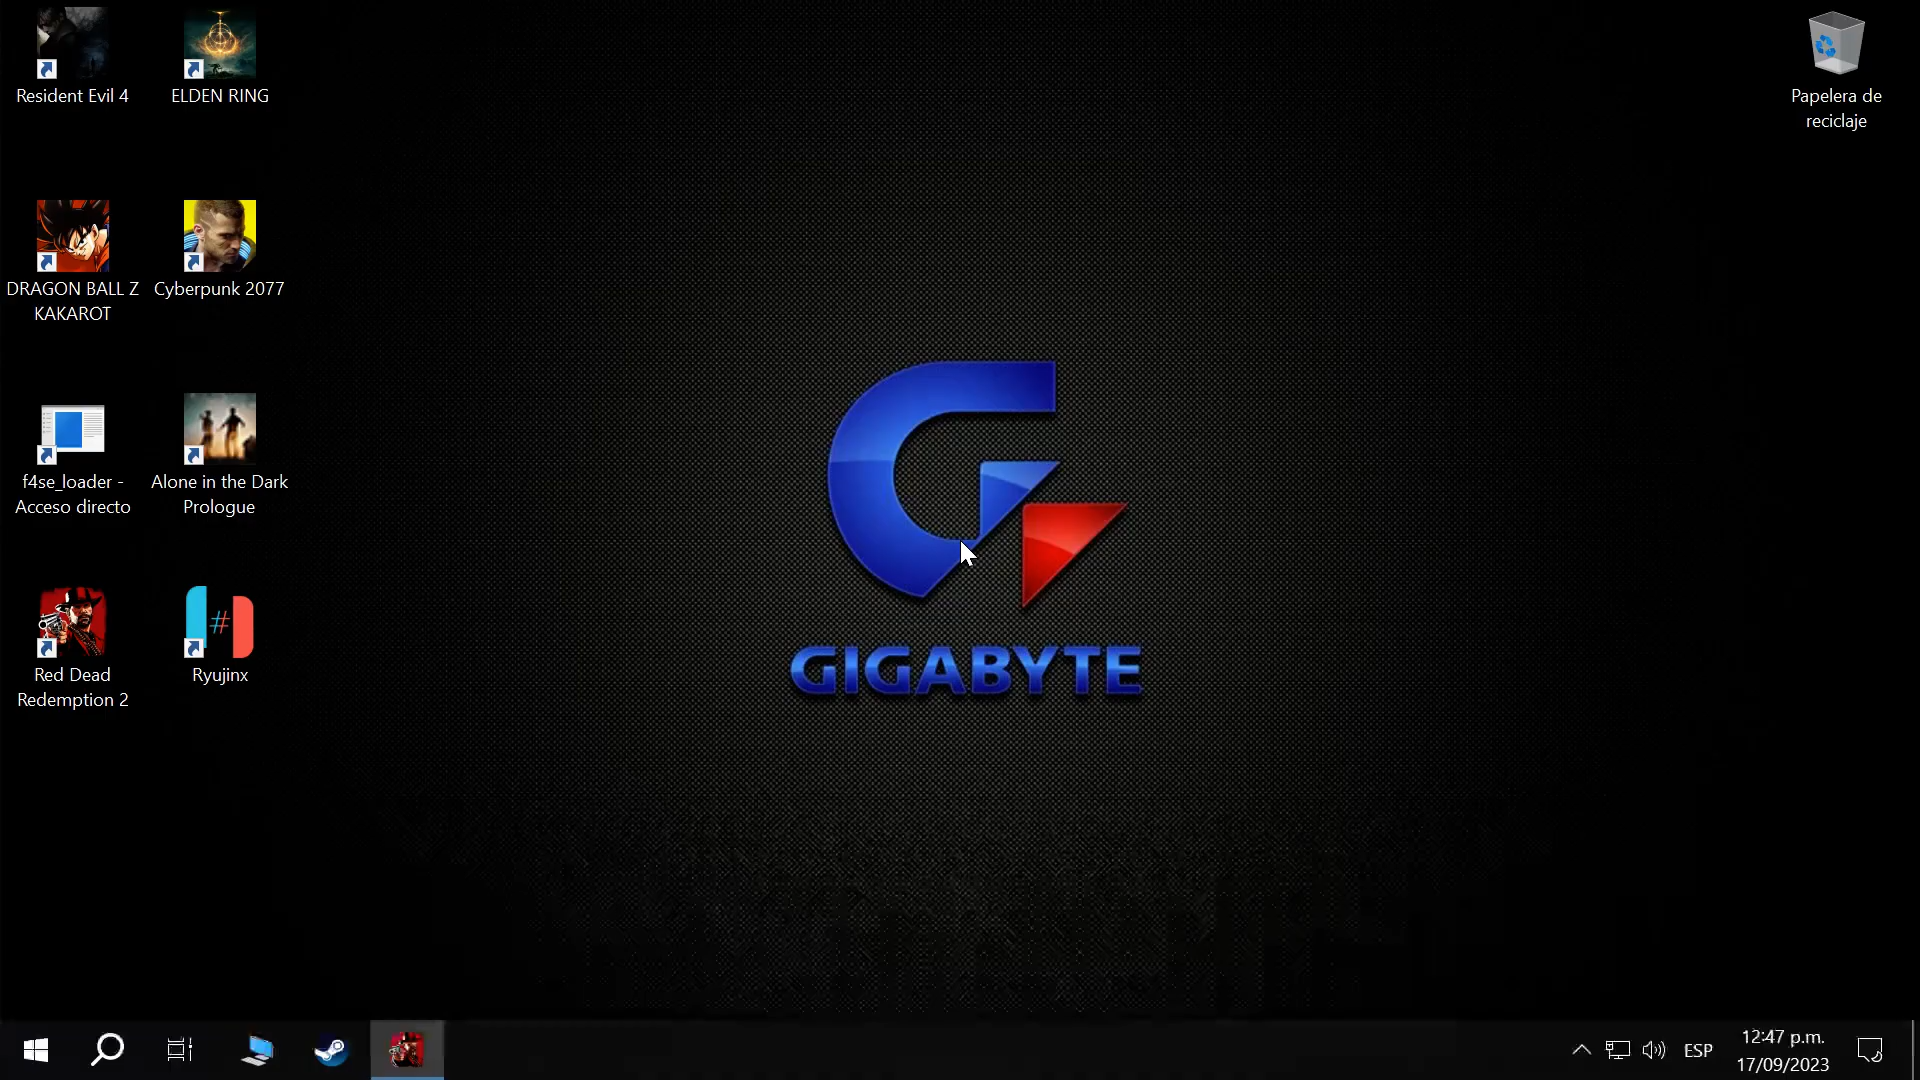 Resident Evil 4
ELDEN RING
Papelera de
reciclaje
DRAGON BALL Z
KAKAROT
Cyberpunk 2077
f4se_loader -
Acceso directo
Alone in the Dark
Prologue
Red Dead
Redemption 2
Ryujinx
GIGABYTE
ESP
12:47 p.m.
17/09/2023